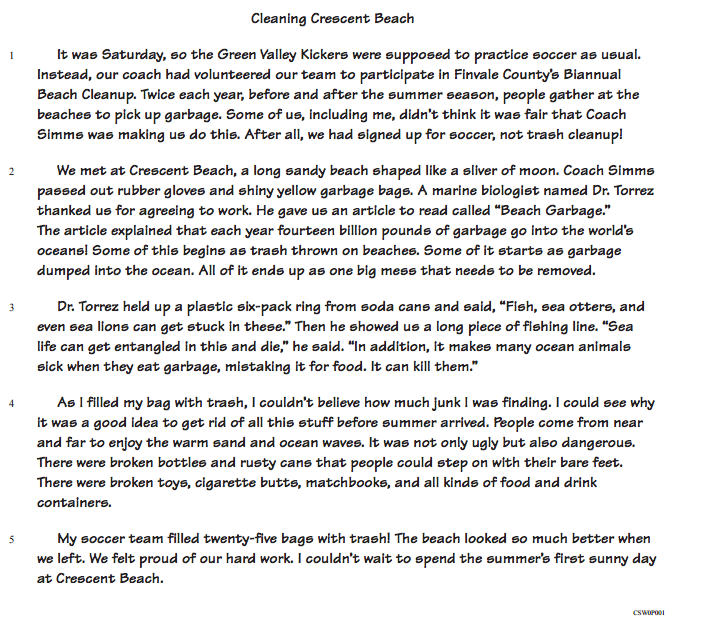 Cleaning Crescent Beach
1 It was Saturday, so the Green Valley Kickers were supposed to practice soccer as usual.
Instead, our coach had volunteered our team to participate in Finvale County's Biannual
Beach Cleanup. Twice each year, before and after the summer season, people gather at the
beaches to pick up garbage. Some of us, including me, didn't think it was fair that Coach
Simms was making us do this. After all, we had signed up for soccer, not trash cleanup!
2 We met at Crescent Beach, a long sandy beach shaped like a sliver of moon. Coach Simms
passed out rubber gloves and shiny yellow garbage bags. A marine biologist named Dr. Torrez
thanked us for agreeing to work. He gave us an article to read called "Beach Garbage."
The article explained that each year fourteen billion pounds of garbage go into the world's
oceans! Some of this begins as trash thrown on beaches. Some of it starts as garbage
dumped into the ocean. All of it ends up as one big mess that needs to be removed.
3 Dr. Torrez held up a plastic six-pack ring from soda cans and said, "Fish, sea otters, and
even sea lions can get stuck in these." Then he showed us a long piece of fishing line. "Sea
life can get entangled in this and die," he said. "In addition, it makes many ocean animals
sick when they eat garbage, mistaking it for food. It can kill them."
4 As I filled my bag with trash, I couldn't believe how much junk I was finding. I could see why
it was a good idea to get rid of all this stuff before summer arrived. People come from near
and far to enjoy the warm sand and ocean waves. It was not only ugly but also dangerous.
There were broken bottles and rusty cans that people could step on with their bare feet.
There were broken toys, cigarette butts, matchbooks, and all kinds of food and drink
containers.
5 My soccer team filled twenty-five bags with trash! The beach looked so much better when
we left. We felt proud of our hard work. I couldn't wait to spend the summer's first sunny day
at Crescent Beach.
CSW0P001